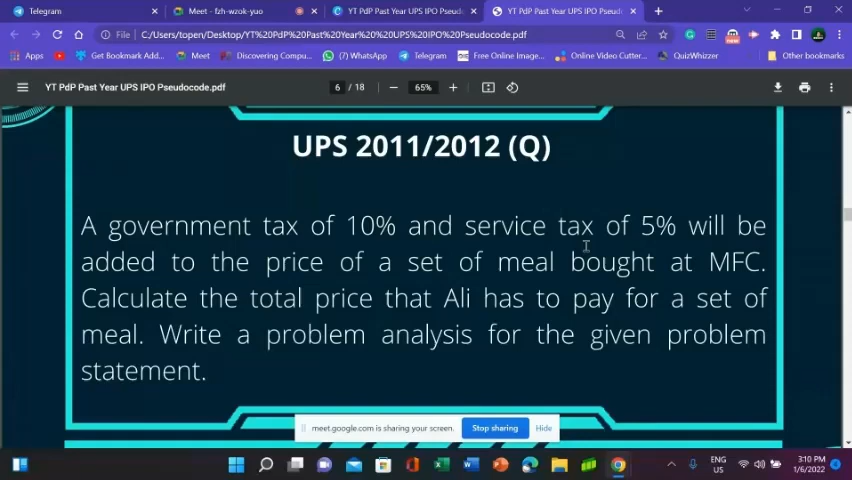 Telegram
Meet - fzh-wzok-yuo
YT PdP Past Year UPS IPO Pseudo
YT PdP Past Year UPS IPO Pseudoc
File
C:/Users/topen/Desktop/YT%20PdP%20Past%20Year%20%20UPS%20IPO%20Pseudocode.pdf
Apps
Get Bookmark Add...
Discovering Compu...
(7) WhatsApp
Telegram
Free Online Image...
Online Video Cutter...
QuizWhizzer
Other bookmarks
YT PdP Past Year UPS IPO Pseudocode.pdf
6 / 18
65%
UPS 2011/2012 (Q)
A government tax of 10% and service tax of 5% will be
added to the price of a set of meal bought at MFC.
Calculate the total price that Ali has to pay for a set of
meal. Write a problem analysis for the given problem
statement.
meet.google.com is sharing your screen.
Stop sharing
Hide
ENG
US
3:10 PM
1/6/2022